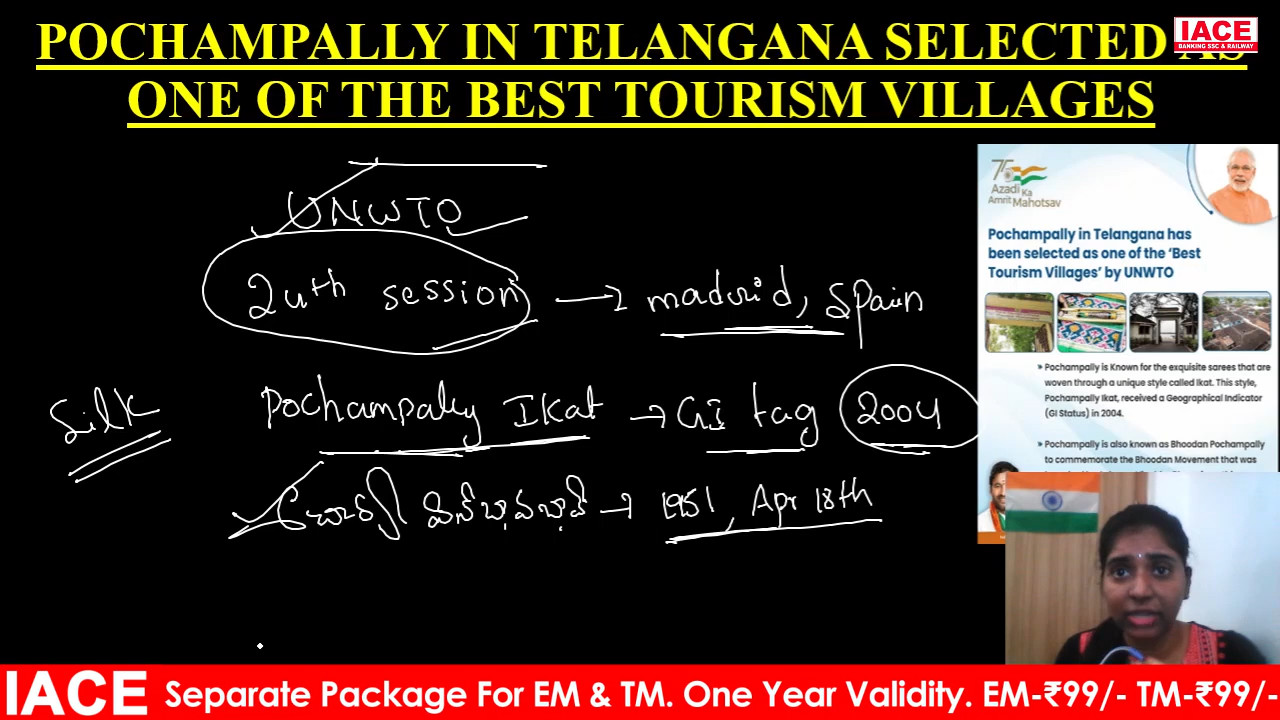 POCHAMPALLY IN TELANGANA SELECTED AS
ONE OF THE BEST TOURISM VILLAGES
IACE
BANKING SSC & RAILWAY
UNWTO
24th session → madrid, Spain
Silk
Pochampally IKat → GI tag 2004
→ 1951, Apr 18th
75
Azadi Ka
Amrit Mahotsav
Pochampally in Telangana has
been selected as one of the ‘Best
Tourism Villages’ by UNWTO
» Pochampally is Known for the exquisite sarees that are
woven through a unique style called Ikat. This style,
Pochampally Ikat, received a Geographical Indicator
(GI Status) in 2004.
» Pochampally is also known as Bhoodan Pochampally
to commemorate the Bhoodan Movement that was
IACE Separate Package For EM & TM. One Year Validity. EM-₹99/- TM-₹99/-